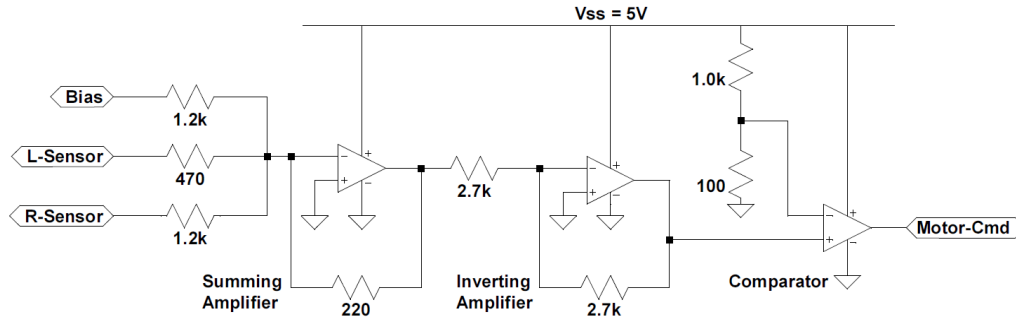 Vss = 5V
Bias
1.2k
L-Sensor
470
R-Sensor
1.2k
Summing
Amplifier
220
2.7k
Inverting
Amplifier
2.7k
1.0k
100
Comparator
Motor-Cmd